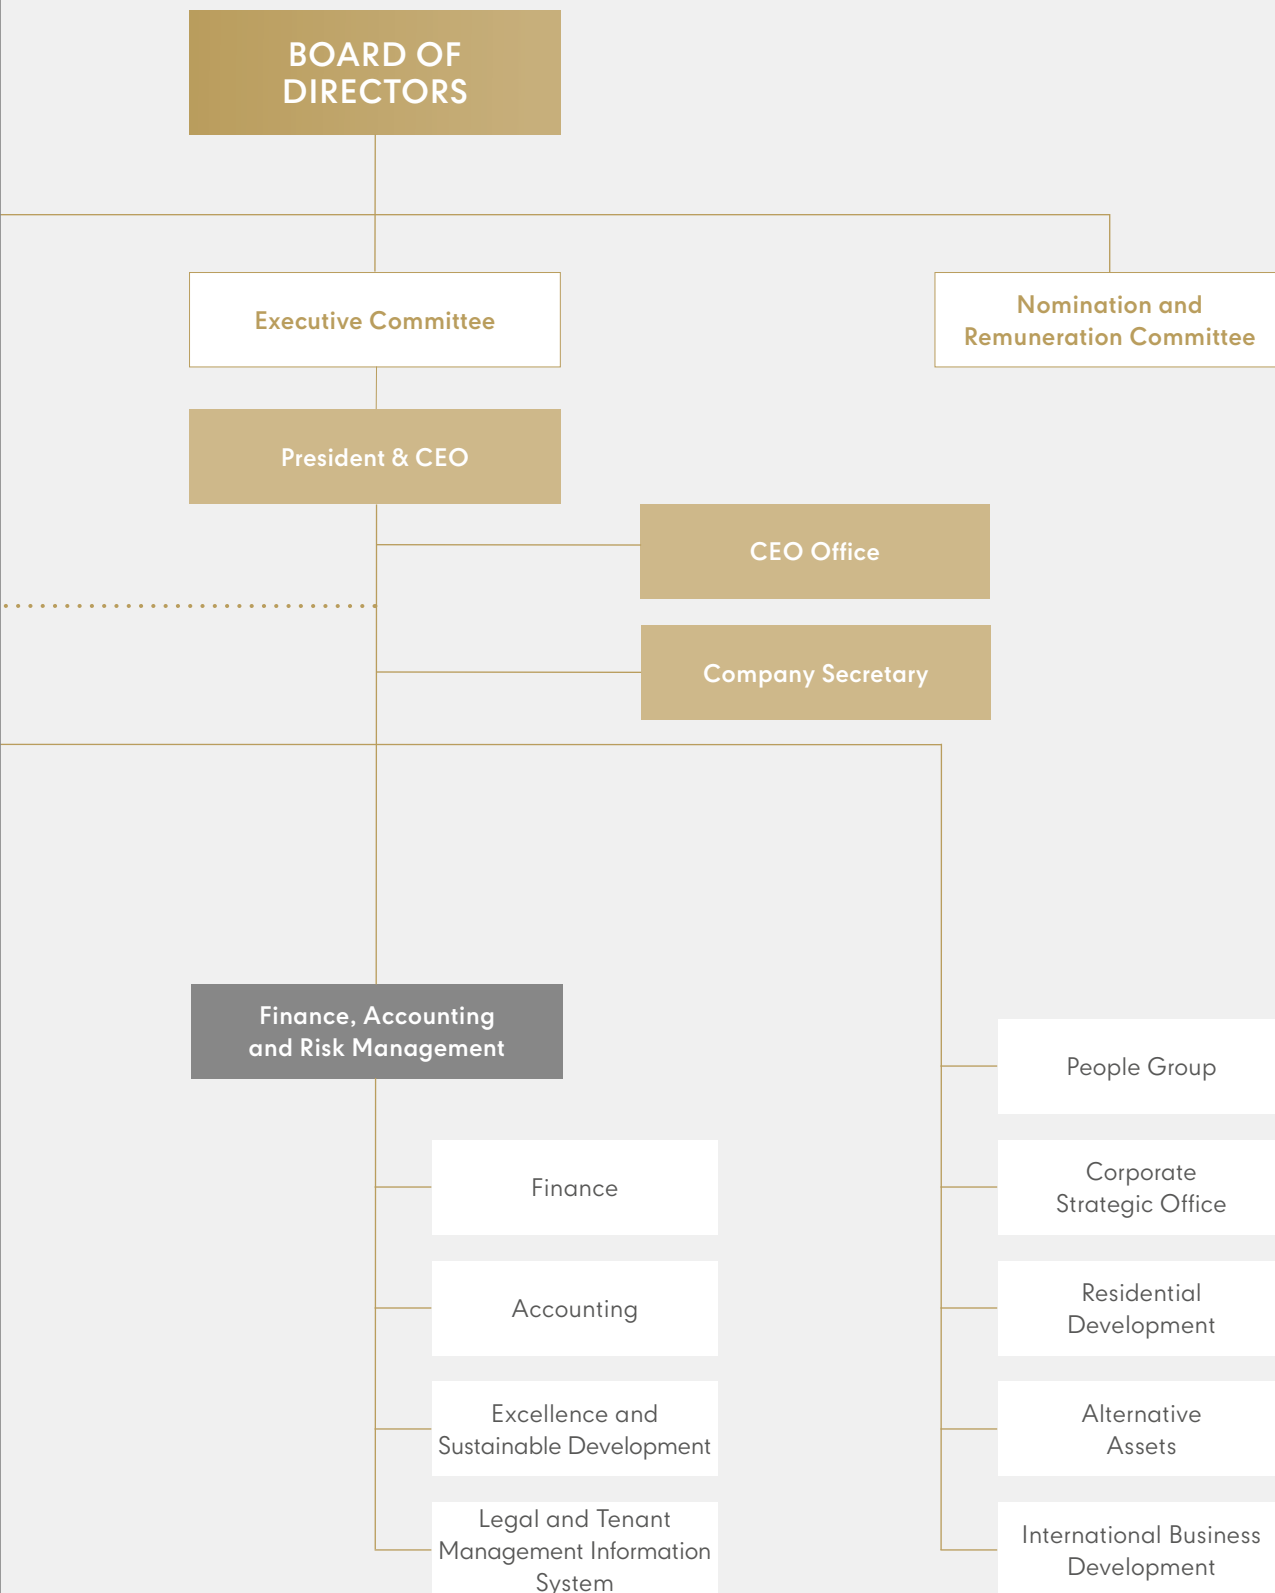 BOARD OF
DIRECTORS
Executive Committee
Nomination and
Remuneration Committee
President & CEO
CEO Office
Company Secretary
Finance, Accounting
and Risk Management
Finance
Accounting
Excellence and
Sustainable Development
Legal and Tenant
Management Information
System
People Group
Corporate
Strategic Office
Residential
Development
Alternative
Assets
International Business
Development